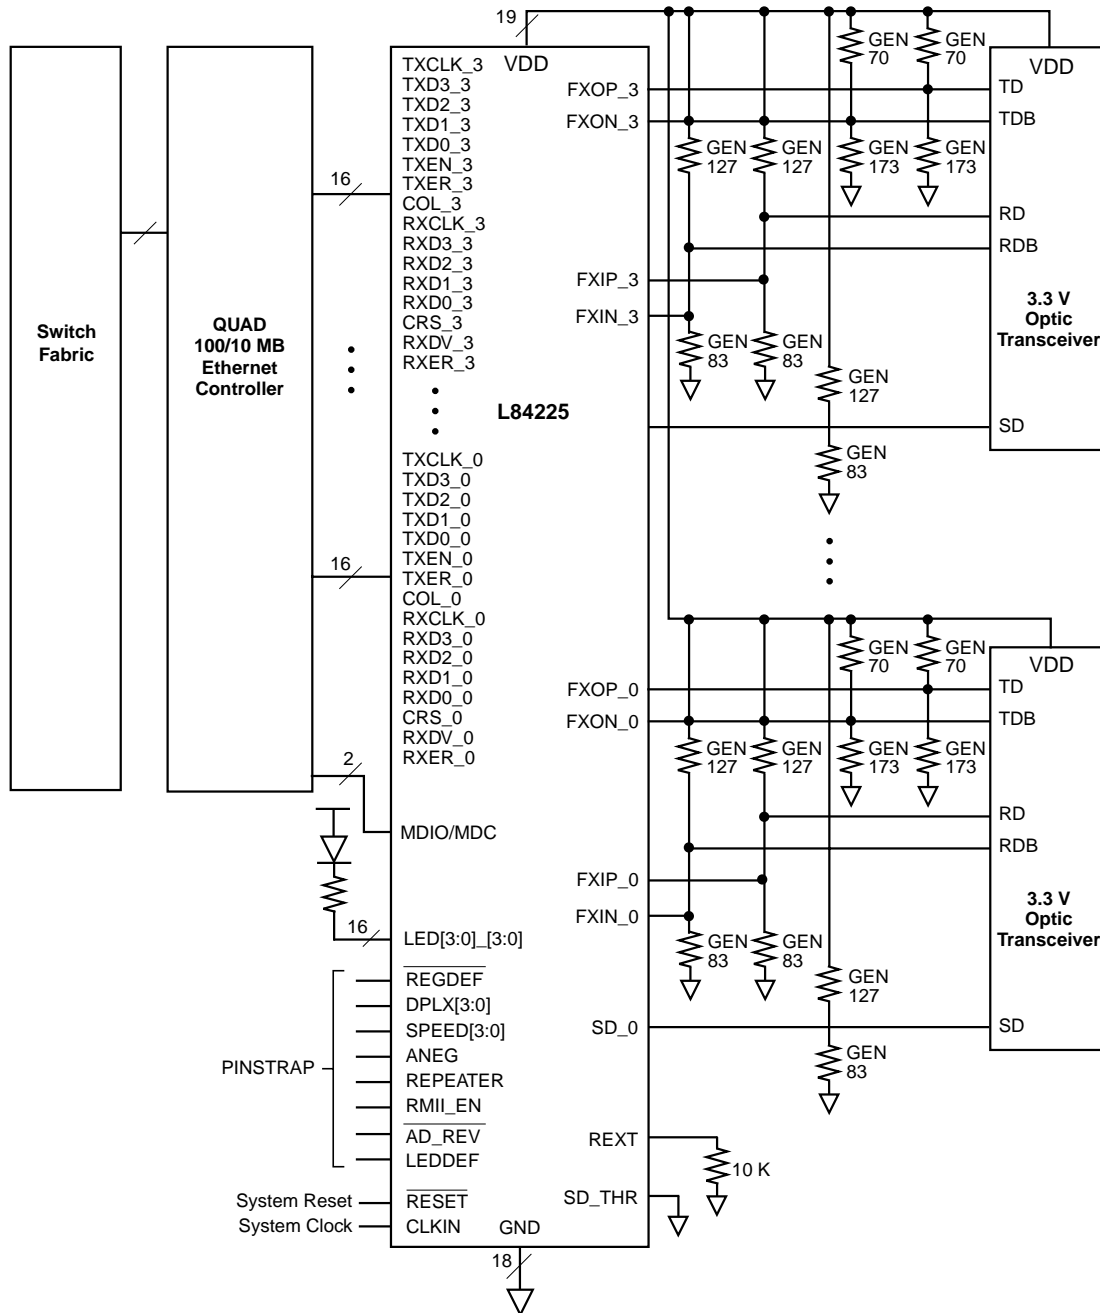 Switch
Fabric
QUAD
100/10 MB
Ethernet
Controller
16
16
2
16
19
VDD
TXCLK_3
TXD3_3
TXD2_3
TXD1_3
TXD0_3
TXEN_3
TXER_3
COL_3
RXCLK_3
RXD3_3
RXD2_3
RXD1_3
RXD0_3
CRS_3
RXDV_3
RXER_3
L84225
TXCLK_0
TXD3_0
TXD2_0
TXD1_0
TXD0_0
TXEN_0
TXER_0
COL_0
RXCLK_0
RXD3_0
RXD2_0
RXD1_0
RXD0_0
CRS_0
RXDV_0
RXER_0
MDIO/MDC
LED[3:0]_[3:0]
PINSTRAP
REGDEF
DPLX[3:0]
SPEED[3:0]
ANEG
REPEATER
RMII_EN
AD_REV
LEDDEF
System Reset
RESET
System Clock
CLKIN
GND
18
FXOP_3
FXON_3
FXIP_3
FXIN_3
FXOP_0
FXON_0
FXIP_0
FXIN_0
SD_0
REXT
10 K
SD_THR
GEN
70
GEN
70
GEN
127
GEN
127
GEN
173
GEN
173
GEN
83
GEN
83
GEN
127
GEN
83
VDD
TD
TDB
RD
RDB
3.3 V
Optic
Transceiver
SD
GEN
70
GEN
70
GEN
127
GEN
127
GEN
173
GEN
173
GEN
83
GEN
83
GEN
127
GEN
83
VDD
TD
TDB
RD
RDB
3.3 V
Optic
Transceiver
SD